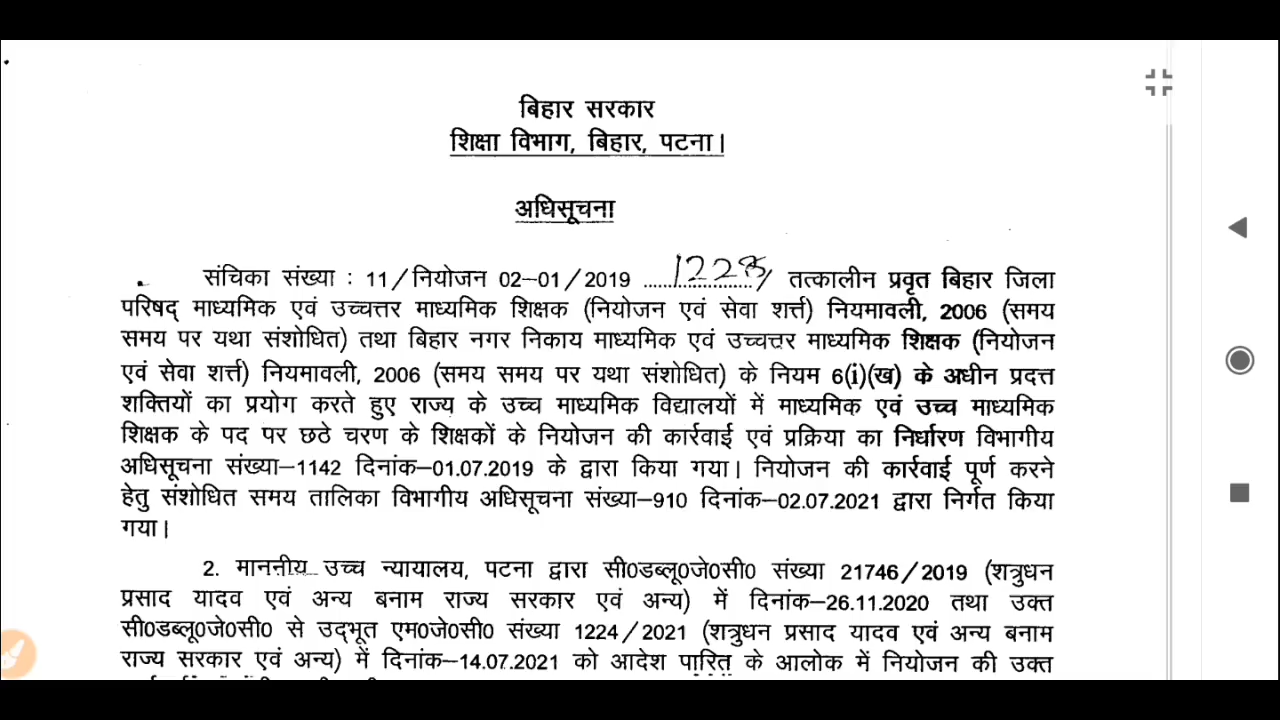 बिहार सरकार
शिक्षा विभाग, बिहार, पटना।
अधिसूचना
संचिका संख्या : 11/नियोजन 02–01/2019 ................../ तत्कालीन प्रवृत बिहार जिला
परिषद् माध्यमिक एवं उच्चत्तर माध्यमिक शिक्षक (नियोजन एवं सेवा शर्त्त) नियमावली, 2006 (समय
समय पर यथा संशोधित) तथा बिहार नगर निकाय माध्यमिक एवं उच्चत्तर माध्यमिक शिक्षक (नियोजन
एवं सेवा शर्त्त) नियमावली, 2006 (समय समय पर यथा संशोधित) के नियम 6(i)(ख) के अधीन प्रदत्त
शक्तियों का प्रयोग करते हुए राज्य के उच्च माध्यमिक विद्यालयों में माध्यमिक एवं उच्च माध्यमिक
शिक्षक के पद पर छठे चरण के शिक्षकों के नियोजन की कार्रवाई एवं प्रक्रिया का निर्धारण विभागीय
अधिसूचना संख्या–1142 दिनांक–01.07.2019 के द्वारा किया गया। नियोजन की कार्रवाई पूर्ण करने
हेतु संशोधित समय तालिका विभागीय अधिसूचना संख्या–910 दिनांक–02.07.2021 द्वारा निर्गत किया
गया।
2. माननीय उच्च न्यायालय, पटना द्वारा सी0डब्लू0जे0सी0 संख्या 21746/2019 (शत्रुधन
प्रसाद यादव एवं अन्य बनाम राज्य सरकार एवं अन्य) में दिनांक–26.11.2020 तथा उक्त
सी0डब्लू0जे0सी0 से उद्भूत एम0जे0सी0 संख्या 1224/2021 (शत्रुधन प्रसाद यादव एवं अन्य बनाम
राज्य सरकार एवं अन्य) में दिनांक–14.07.2021 को आदेश पारित के आलोक में नियोजन की उक्त